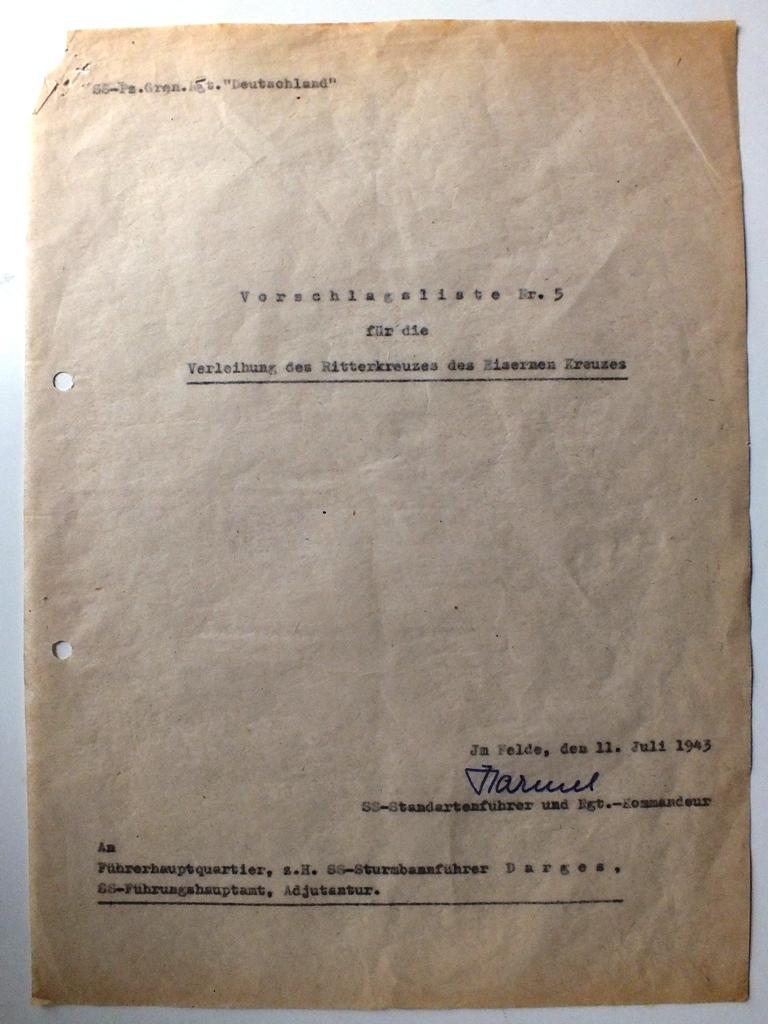 SS-Pz.Gren.Rgt. "Deutschland"
Vorschlagsliste Nr. 5
für die
Verleihung des Ritterkreuzes des Eisernen Kreuzes
Jm Felde, den 11. Juli 1943
SS-Standartenführer und Rgt.-Kommandeur
An
Führerhauptquartier, z.H. SS-Sturmbannführer Darges,
SS-Führungshauptamt, Adjutantur.